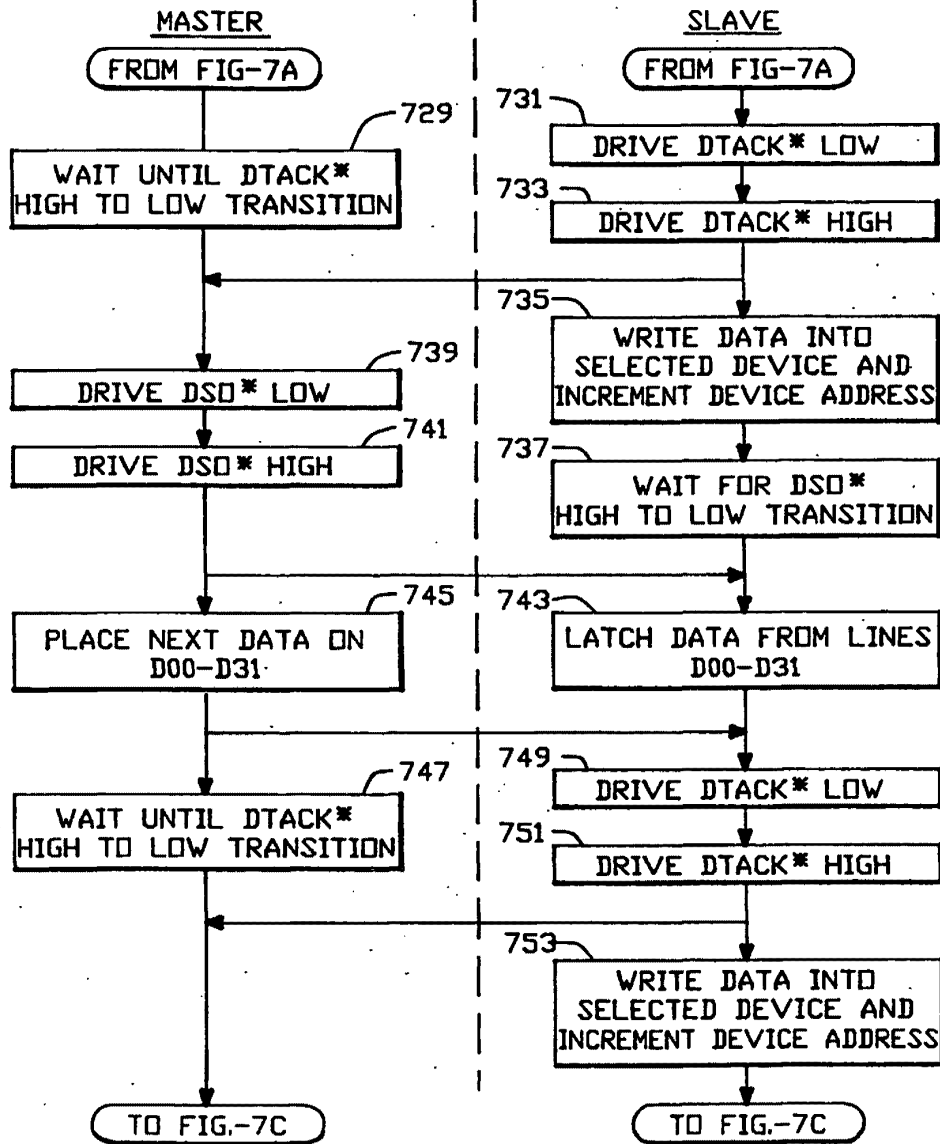 MASTER
SLAVE
FROM FIG-7A
FROM FIG-7A
729
WAIT UNTIL DTACK*
HIGH TO LOW TRANSITION
731
DRIVE DTACK* LOW
733
DRIVE DTACK* HIGH
735
WRITE DATA INTO
SELECTED DEVICE AND
INCREMENT DEVICE ADDRESS
739
DRIVE DSO* LOW
741
DRIVE DSO* HIGH
737
WAIT FOR DSO*
HIGH TO LOW TRANSITION
745
PLACE NEXT DATA ON
D00-D31
743
LATCH DATA FROM LINES
D00-D31
747
WAIT UNTIL DTACK*
HIGH TO LOW TRANSITION
749
DRIVE DTACK* LOW
751
DRIVE DTACK* HIGH
753
WRITE DATA INTO
SELECTED DEVICE AND
INCREMENT DEVICE ADDRESS
TO FIG.-7C
TO FIG.-7C